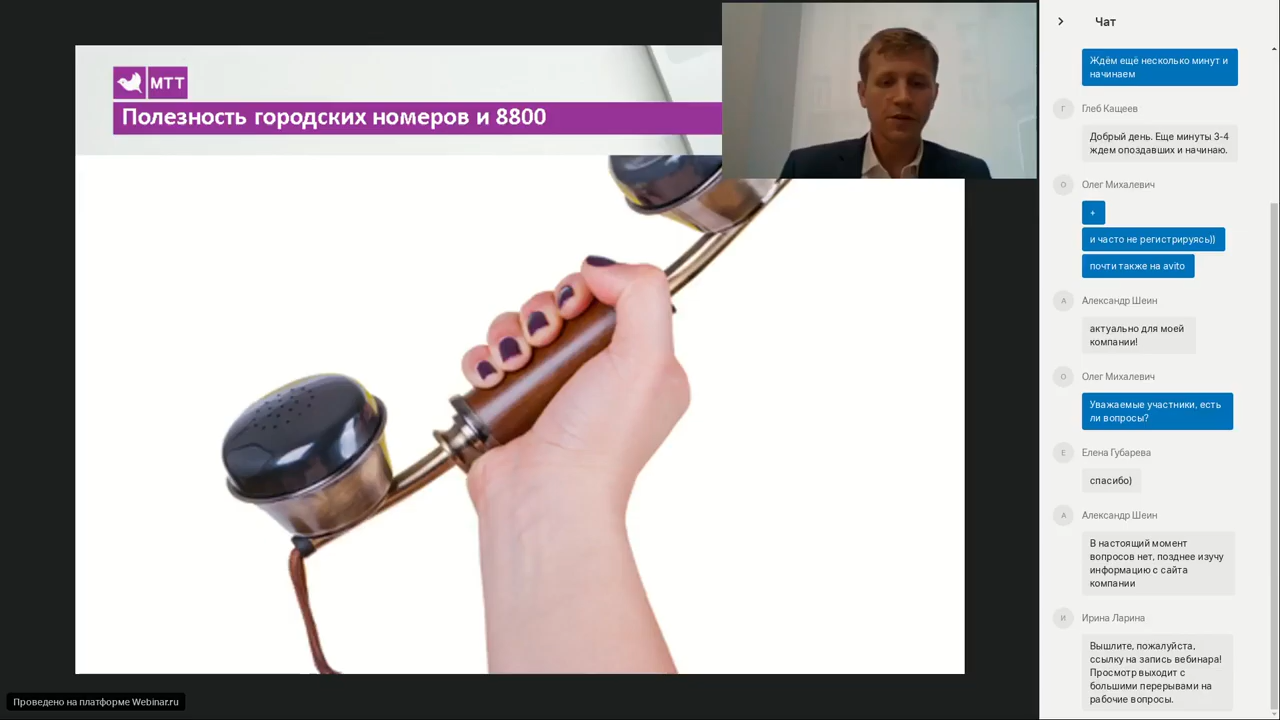 МТТ
Полезность городских номеров и 8800
Чат
Ждём ещё несколько минут и
начинаем
Г
Глеб Кащеев
Добрый день. Еще минуты 3-4
ждем опоздавших и начинаю.
О
Олег Михалевич
+
и часто не регистрируясь))
почти также на avito
А
Александр Шеин
актуально для моей
компании!
О
Олег Михалевич
Уважаемые участники, есть
ли вопросы?
Е
Елена Губарева
спасибо)
А
Александр Шеин
В настоящий момент
вопросов нет, позднее изучу
информацию с сайта
компании
И
Ирина Ларина
Вышлите, пожалуйста,
ссылку на запись вебинара!
Просмотр выходит с
большими перерывами на
рабочие вопросы.
Проведено на платформе Webinar.ru